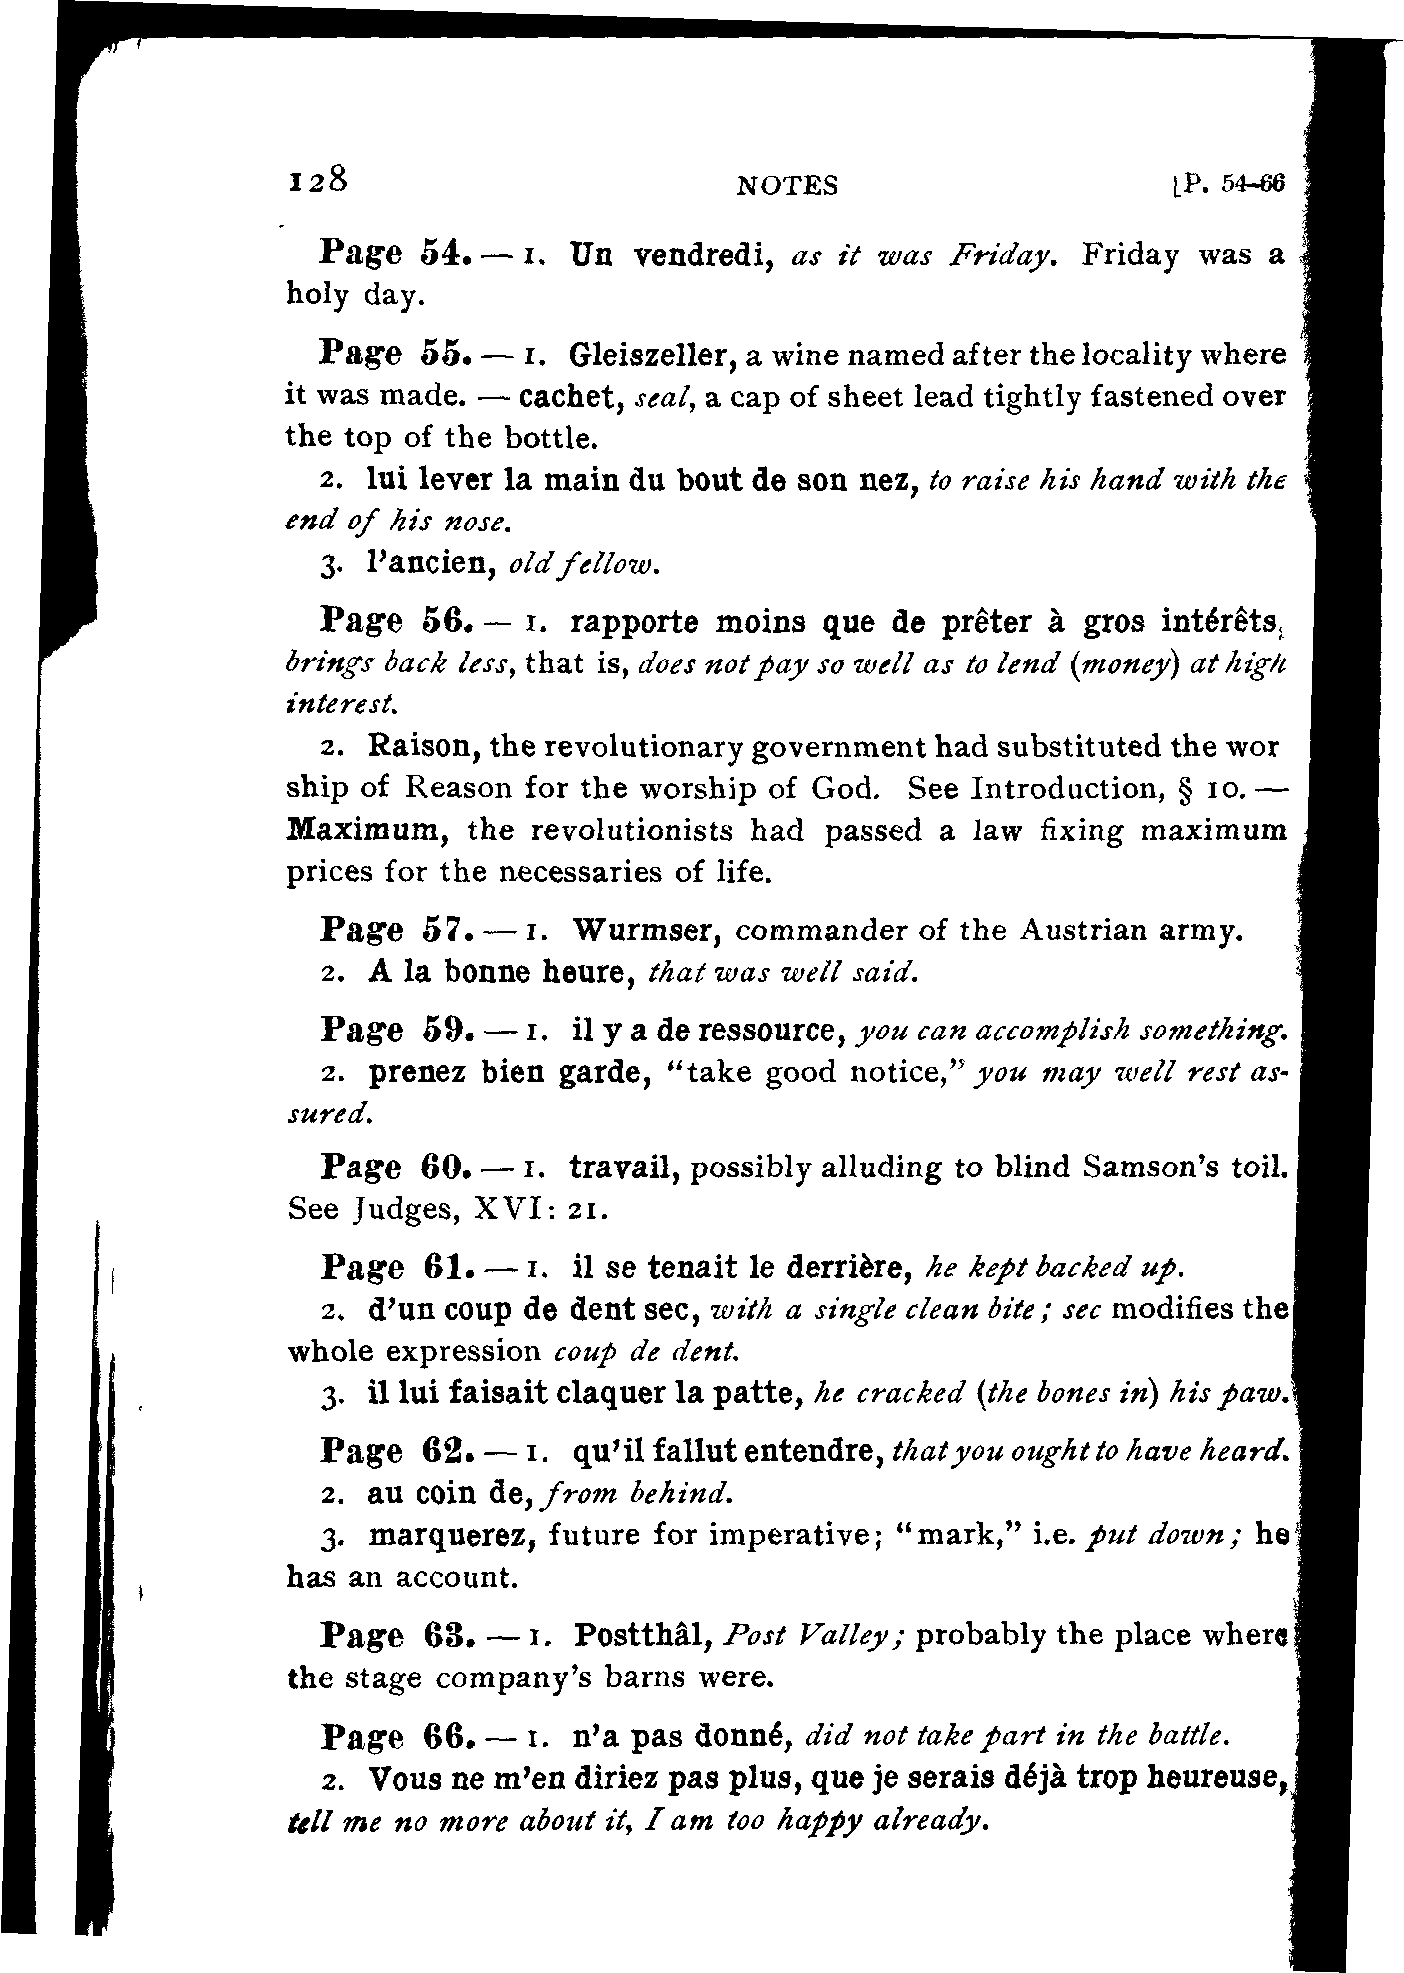 128 NOTES [P. 54–66
Page 54. — 1. Un vendredi, as it was Friday. Friday was a
holy day.
Page 55. — 1. Gleiszeller, a wine named after the locality where
it was made. — cachet, seal, a cap of sheet lead tightly fastened over
the top of the bottle.
2. lui lever la main du bout de son nez, to raise his hand with the
end of his nose.
3. l'ancien, old fellow.
Page 56. — 1. rapporte moins que de prêter à gros intérêts,
brings back less, that is, does not pay so well as to lend (money) at high
interest.
2. Raison, the revolutionary government had substituted the wor
ship of Reason for the worship of God. See Introduction, § 10. —
Maximum, the revolutionists had passed a law fixing maximum
prices for the necessaries of life.
Page 57. — 1. Wurmser, commander of the Austrian army.
2. A la bonne heure, that was well said.
Page 59. — 1. il y a de ressource, you can accomplish something.
2. prenez bien garde, "take good notice," you may well rest as-
sured.
Page 60. — 1. travail, possibly alluding to blind Samson's toil.
See Judges, XVI: 21.
Page 61. — 1. il se tenait le derrière, he kept backed up.
2. d'un coup de dent sec, with a single clean bite; sec modifies the
whole expression coup de dent.
3. il lui faisait claquer la patte, he cracked (the bones in) his paw.
Page 62. — 1. qu'il fallut entendre, that you ought to have heard.
2. au coin de, from behind.
3. marquerez, future for imperative; "mark," i.e. put down; he
has an account.
Page 63. — 1. Postthâl, Post Valley; probably the place where
the stage company's barns were.
Page 66. — 1. n'a pas donné, did not take part in the battle.
2. Vous ne m'en diriez pas plus, que je serais déjà trop heureuse,
tell me no more about it, I am too happy already.